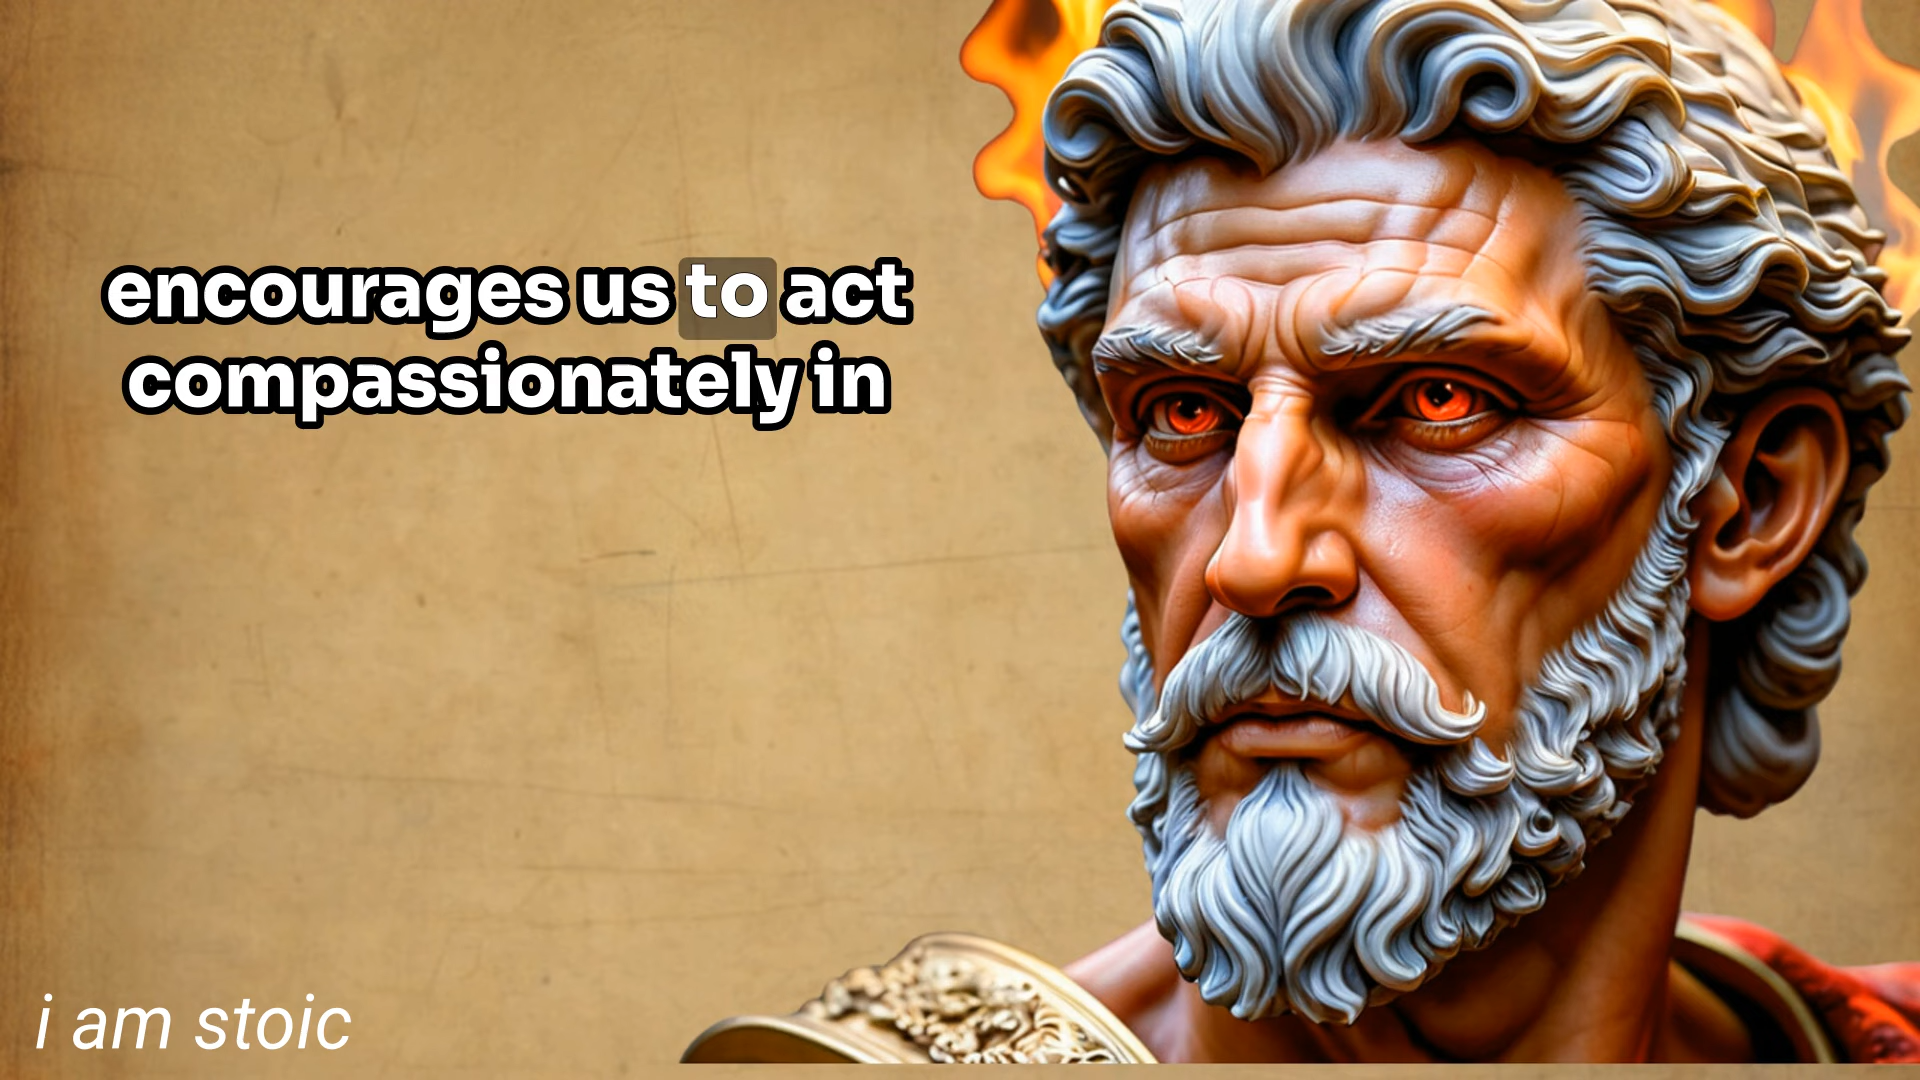 encourages us to act
compassionately in
i am stoic